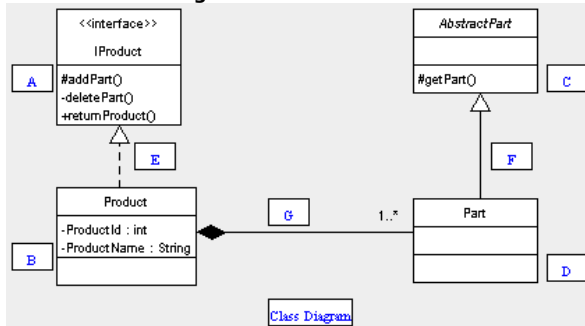 <<interface>>
IProduct
A
#addPart()
-deletePart()
+returnProduct()
AbstractPart
#getPart()
C
E
F
Product
-ProductId : int
-ProductName : String
B
G
1..*
Part
D
Class Diagram